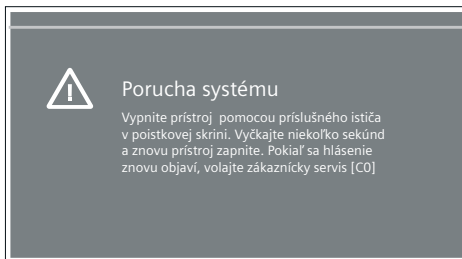 Porucha systému
Vypnite prístroj pomocou príslušného ističa
v poistkovej skrini. Vyčkajte niekoľko sekúnd
a znovu prístroj zapnite. Pokiaľ sa hlásenie
znovu objaví, volajte zákaznícky servis [C0]